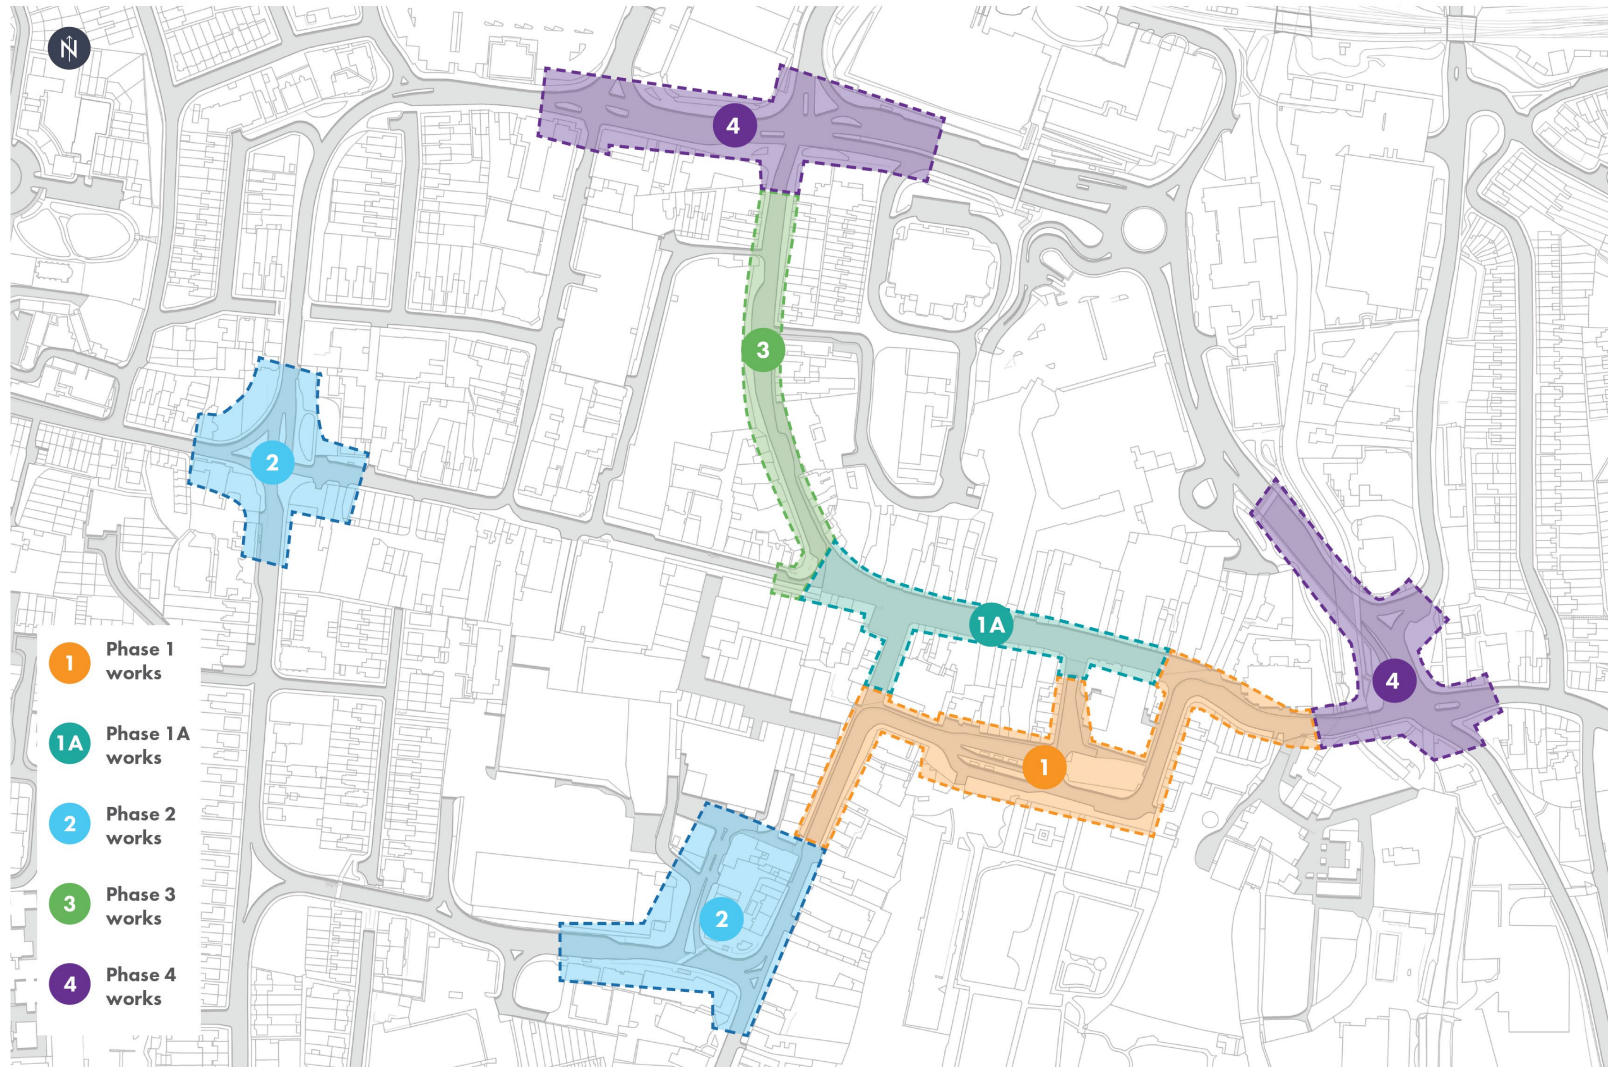 N
4
3
2
1A
4
1
2
1 Phase 1
works
1A Phase 1A
works
2 Phase 2
works
3 Phase 3
works
4 Phase 4
works